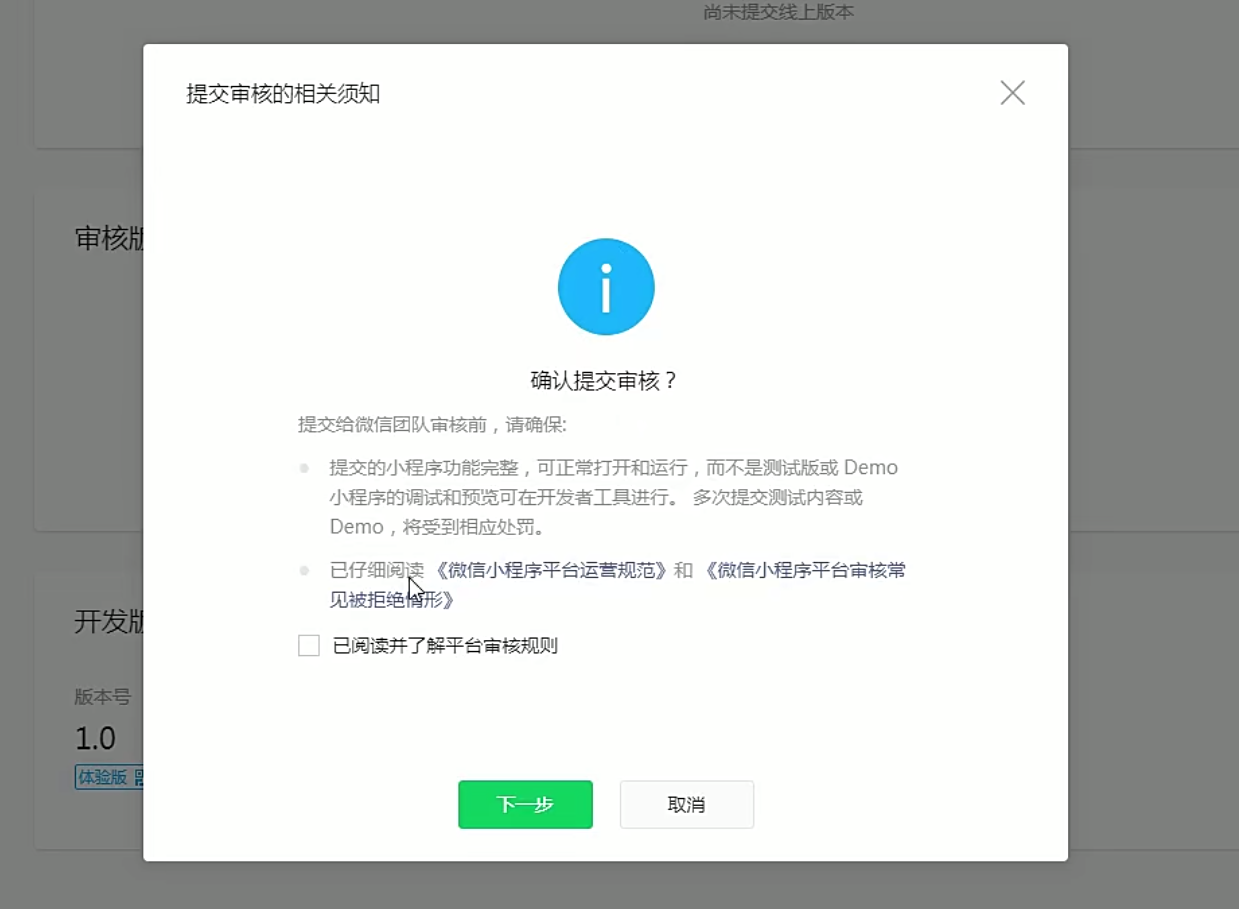 尚未提交线上版本
提交审核的相关须知
审核版
确认提交审核？
提交给微信团队审核前，请确保:
提交的小程序功能完整，可正常打开和运行，而不是测试版或 Demo
小程序的调试和预览可在开发者工具进行。 多次提交测试内容或
Demo，将受到相应处罚。
已仔细阅读 《微信小程序平台运营规范》和 《微信小程序平台审核常
见被拒绝情形》
已阅读并了解平台审核规则
开发版
版本号
1.0
体验版
下一步
取消